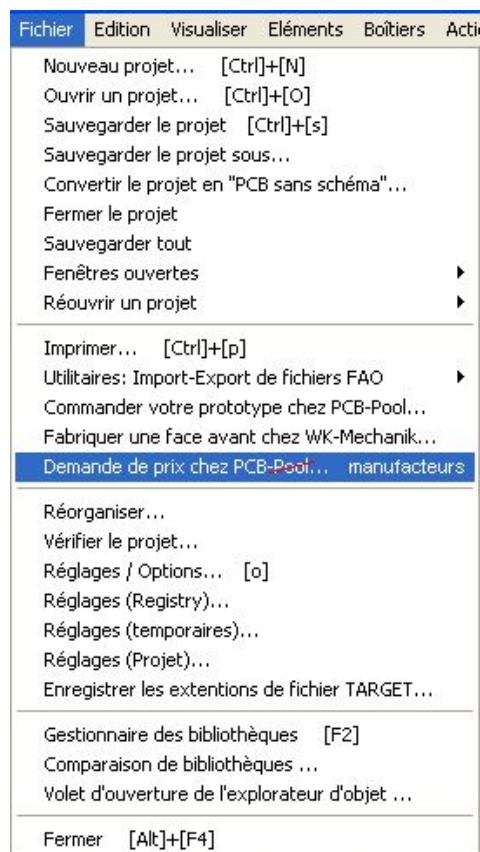 Fichier Edition Visualiser Eléments Boîtiers Acti
Nouveau projet... [Ctrl]+[N]
Ouvrir un projet... [Ctrl]+[O]
Sauvegarder le projet [Ctrl]+[s]
Sauvegarder le projet sous...
Convertir le projet en "PCB sans schéma"...
Fermer le projet
Sauvegarder tout
Fenêtres ouvertes
Réouvrir un projet
Imprimer... [Ctrl]+[p]
Utilitaires: Import-Export de fichiers FAO
Commander votre prototype chez PCB-Pool...
Fabriquer une face avant chez WK-Mechanik...
Demande de prix chez PCB-Pool... manufacteurs
Réorganiser...
Vérifier le projet...
Réglages / Options... [o]
Réglages (Registry)...
Réglages (temporaires)...
Réglages (Projet)...
Enregistrer les extentions de fichier TARGET...
Gestionnaire des bibliothèques [F2]
Comparaison de bibliothèques ...
Volet d'ouverture de l'explorateur d'objet ...
Fermer [Alt]+[F4]